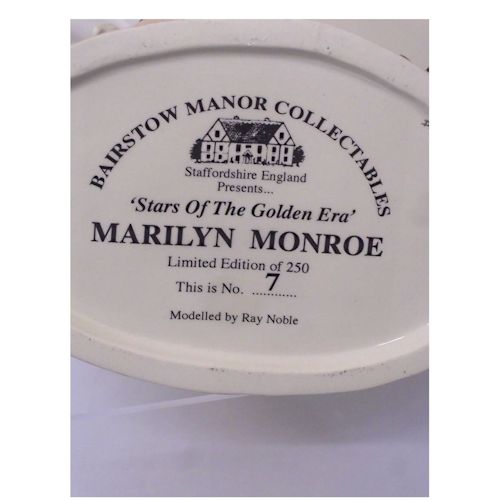 BAIRSTOW MANOR COLLECTABLES
Staffordshire England
Presents...
'Stars Of The Golden Era'
MARILYN MONROE
Limited Edition of 250
This is No. 7
Modelled by Ray Noble